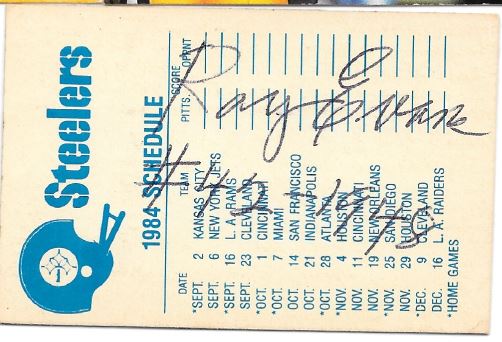 Steelers
1984 SCHEDULE
DATE TEAM PITTS. SCORE OPPNT
*SEPT. 2 KANSAS CITY
SEPT. 6 NEW YORK JETS
*SEPT. 16 L. A. RAMS
SEPT. 23 CLEVELAND
*OCT. 1 CINCINNATI
*OCT. 7 MIAMI
OCT. 14 SAN FRANCISCO
OCT. 21 INDIANAPOLIS
*OCT. 28 ATLANTA
*NOV. 4 HOUSTON
NOV. 11 CINCINNATI
NOV. 19 NEW ORLEANS
*NOV. 25 SAN DIEGO
NOV. 29 HOUSTON
*DEC. 9 CLEVELAND
DEC. 16 L. A. RAIDERS
*HOME GAMES
Ray Evans